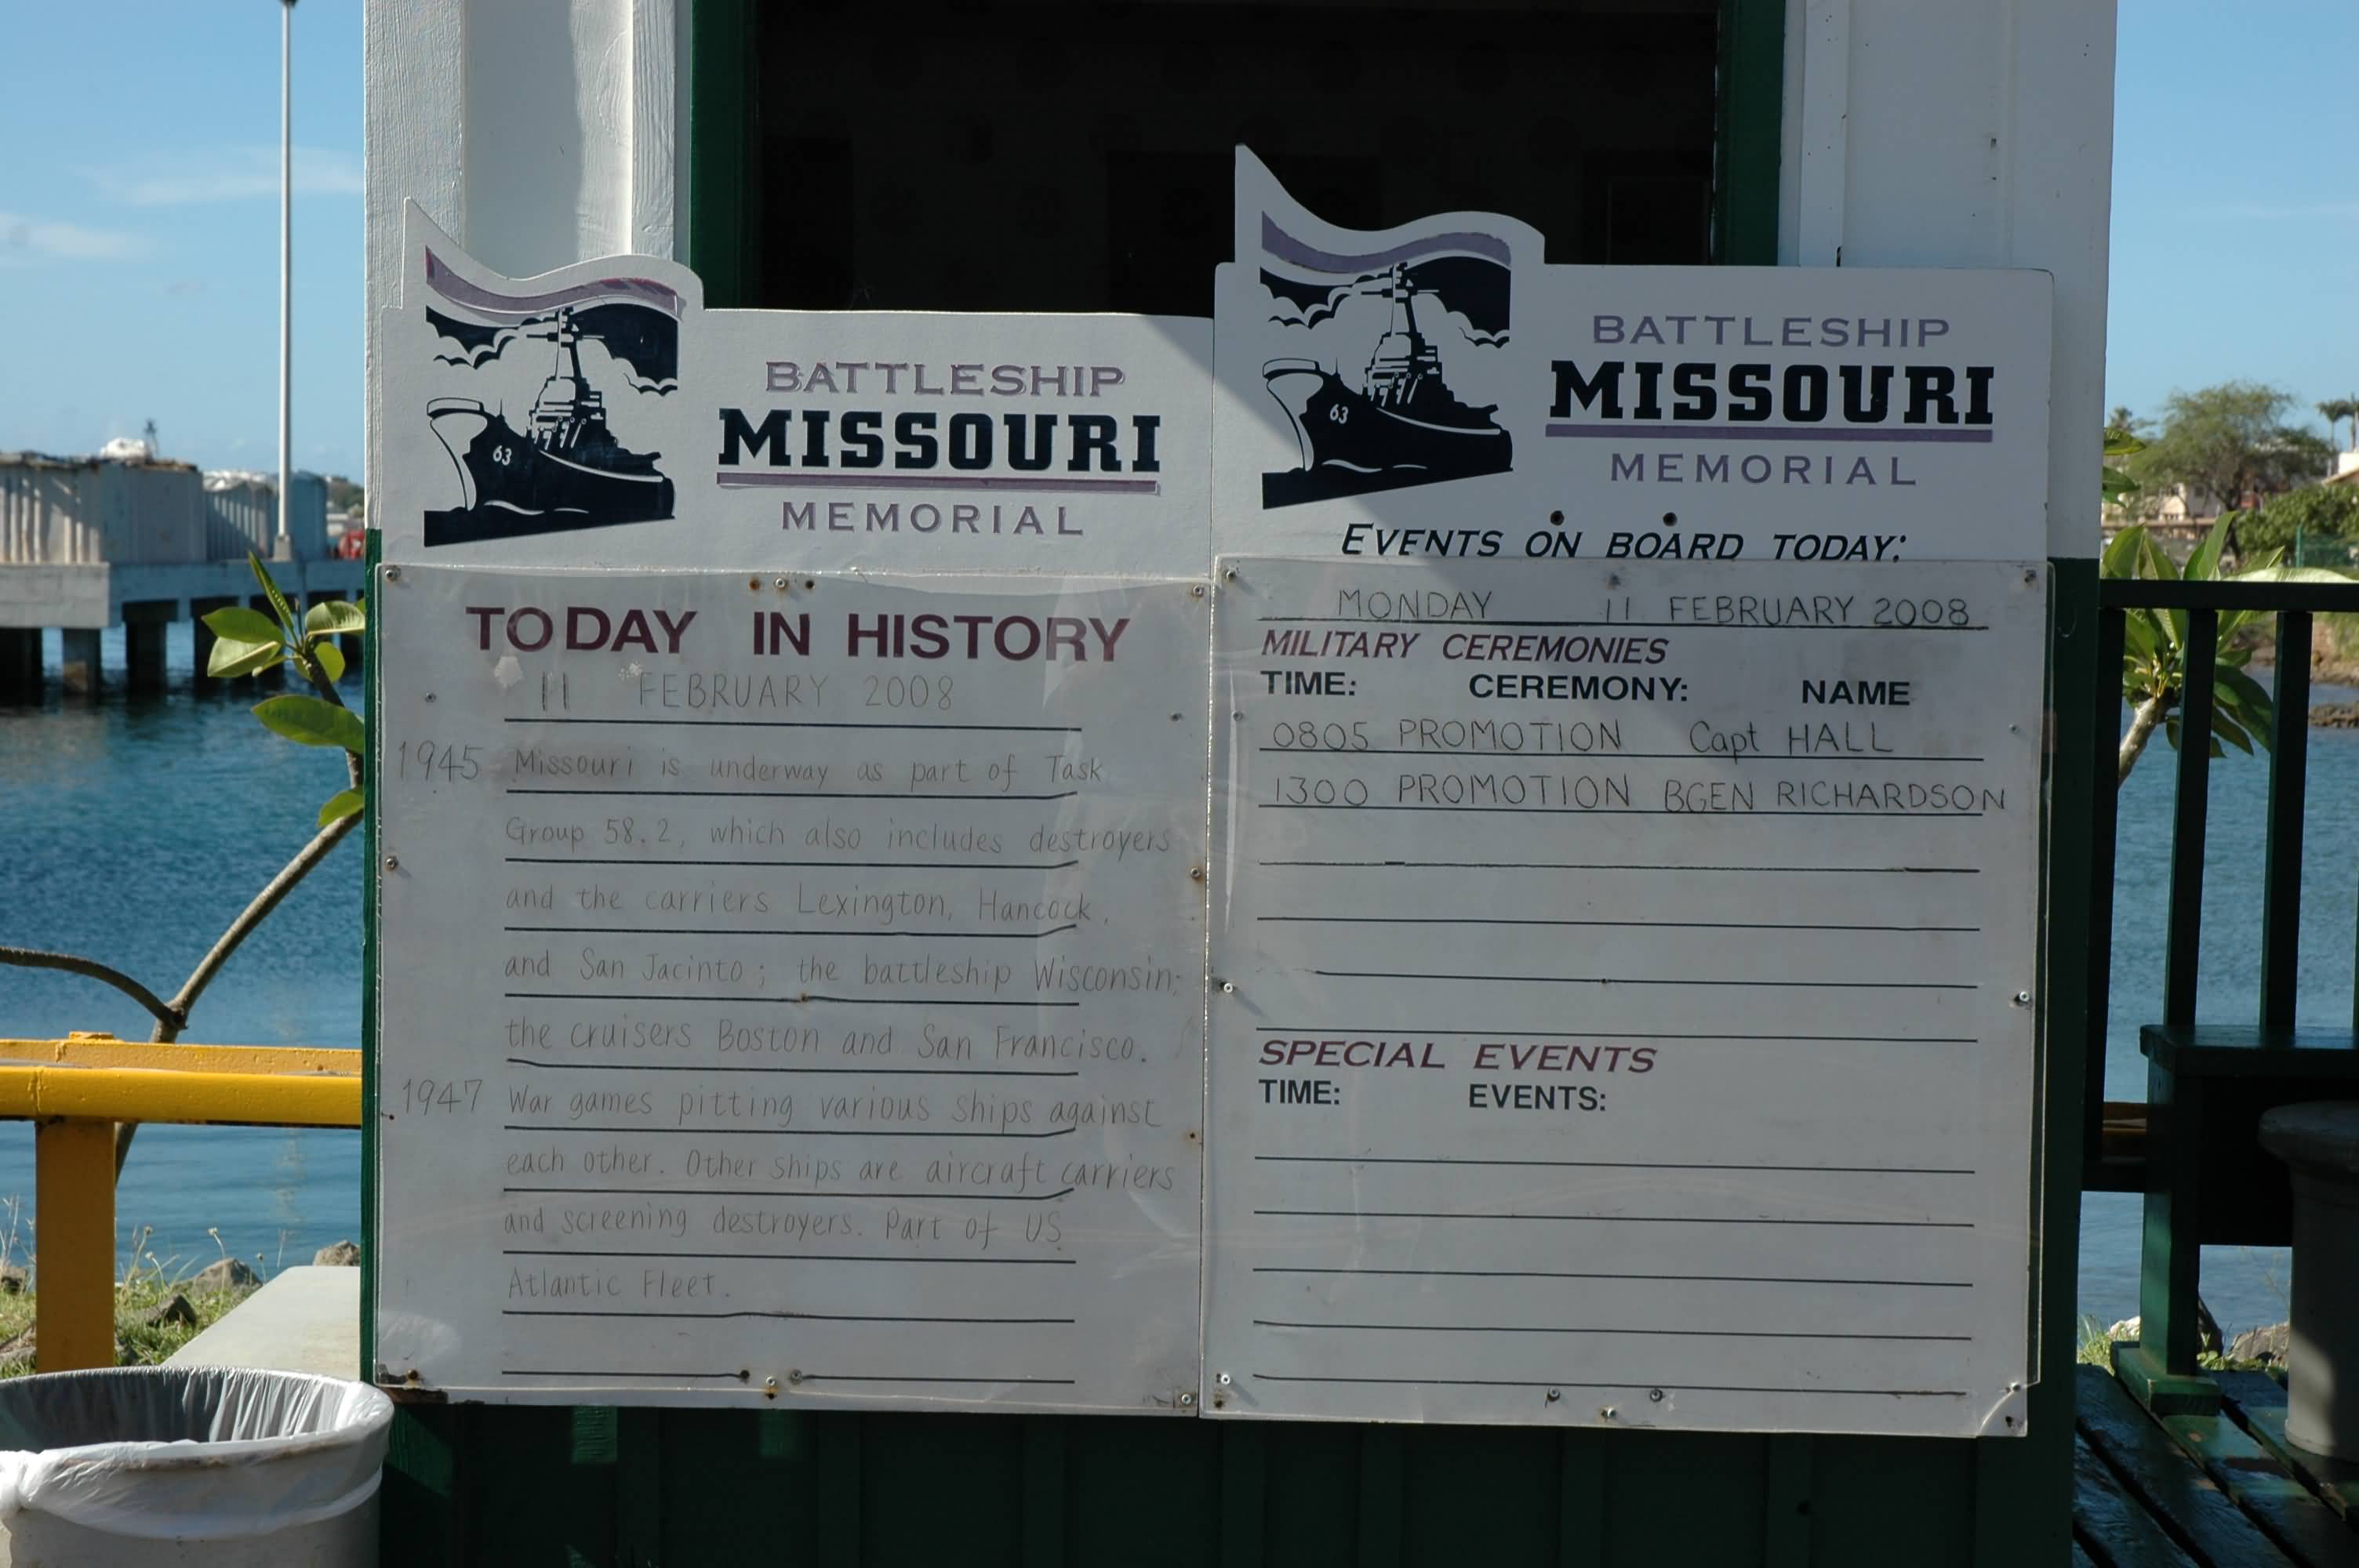 63
BATTLESHIP
MISSOURI
MEMORIAL
TODAY IN HISTORY
11 FEBRUARY 2008
1945 Missouri is underway as part of Task
Group 58.2, which also includes destroyers
and the carriers Lexington, Hancock,
and San Jacinto; the battleship Wisconsin;
the cruisers Boston and San Francisco.
1947 War games pitting various ships against
each other. Other ships are aircraft carriers
and screening destroyers. Part of US
Atlantic Fleet.
63
BATTLESHIP
MISSOURI
MEMORIAL
EVENTS ON BOARD TODAY:
MONDAY 11 FEBRUARY 2008
MILITARY CEREMONIES
TIME: CEREMONY: NAME
0805 PROMOTION Capt HALL
1300 PROMOTION BGEN RICHARDSON
SPECIAL EVENTS
TIME: EVENTS: